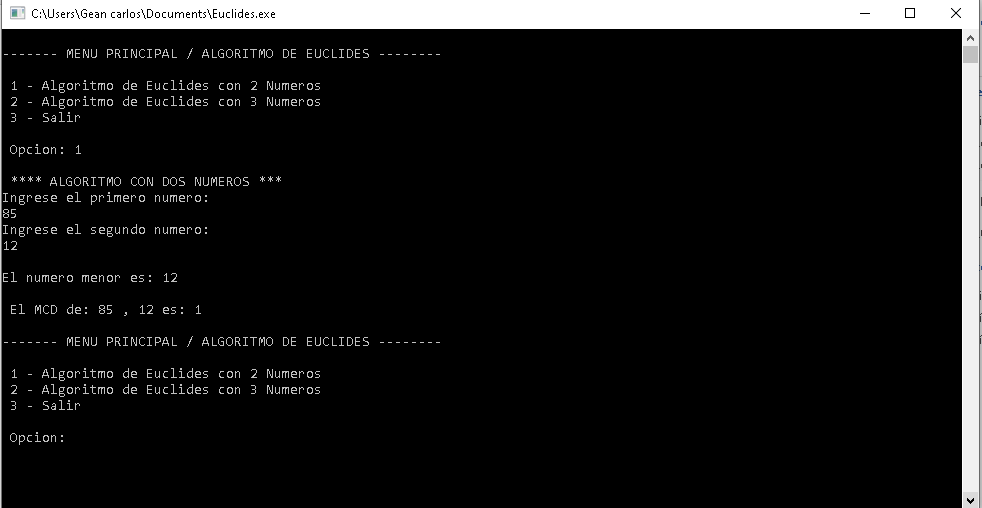 C:\Users\Gean carlos\Documents\Euclides.exe
------- MENU PRINCIPAL / ALGORITMO DE EUCLIDES --------
1 - Algoritmo de Euclides con 2 Numeros
2 - Algoritmo de Euclides con 3 Numeros
3 - Salir
Opcion: 1
**** ALGORITMO CON DOS NUMEROS ***
Ingrese el primero numero:
85
Ingrese el segundo numero:
12
El numero menor es: 12
El MCD de: 85 , 12 es: 1
------- MENU PRINCIPAL / ALGORITMO DE EUCLIDES --------
1 - Algoritmo de Euclides con 2 Numeros
2 - Algoritmo de Euclides con 3 Numeros
3 - Salir
Opcion: